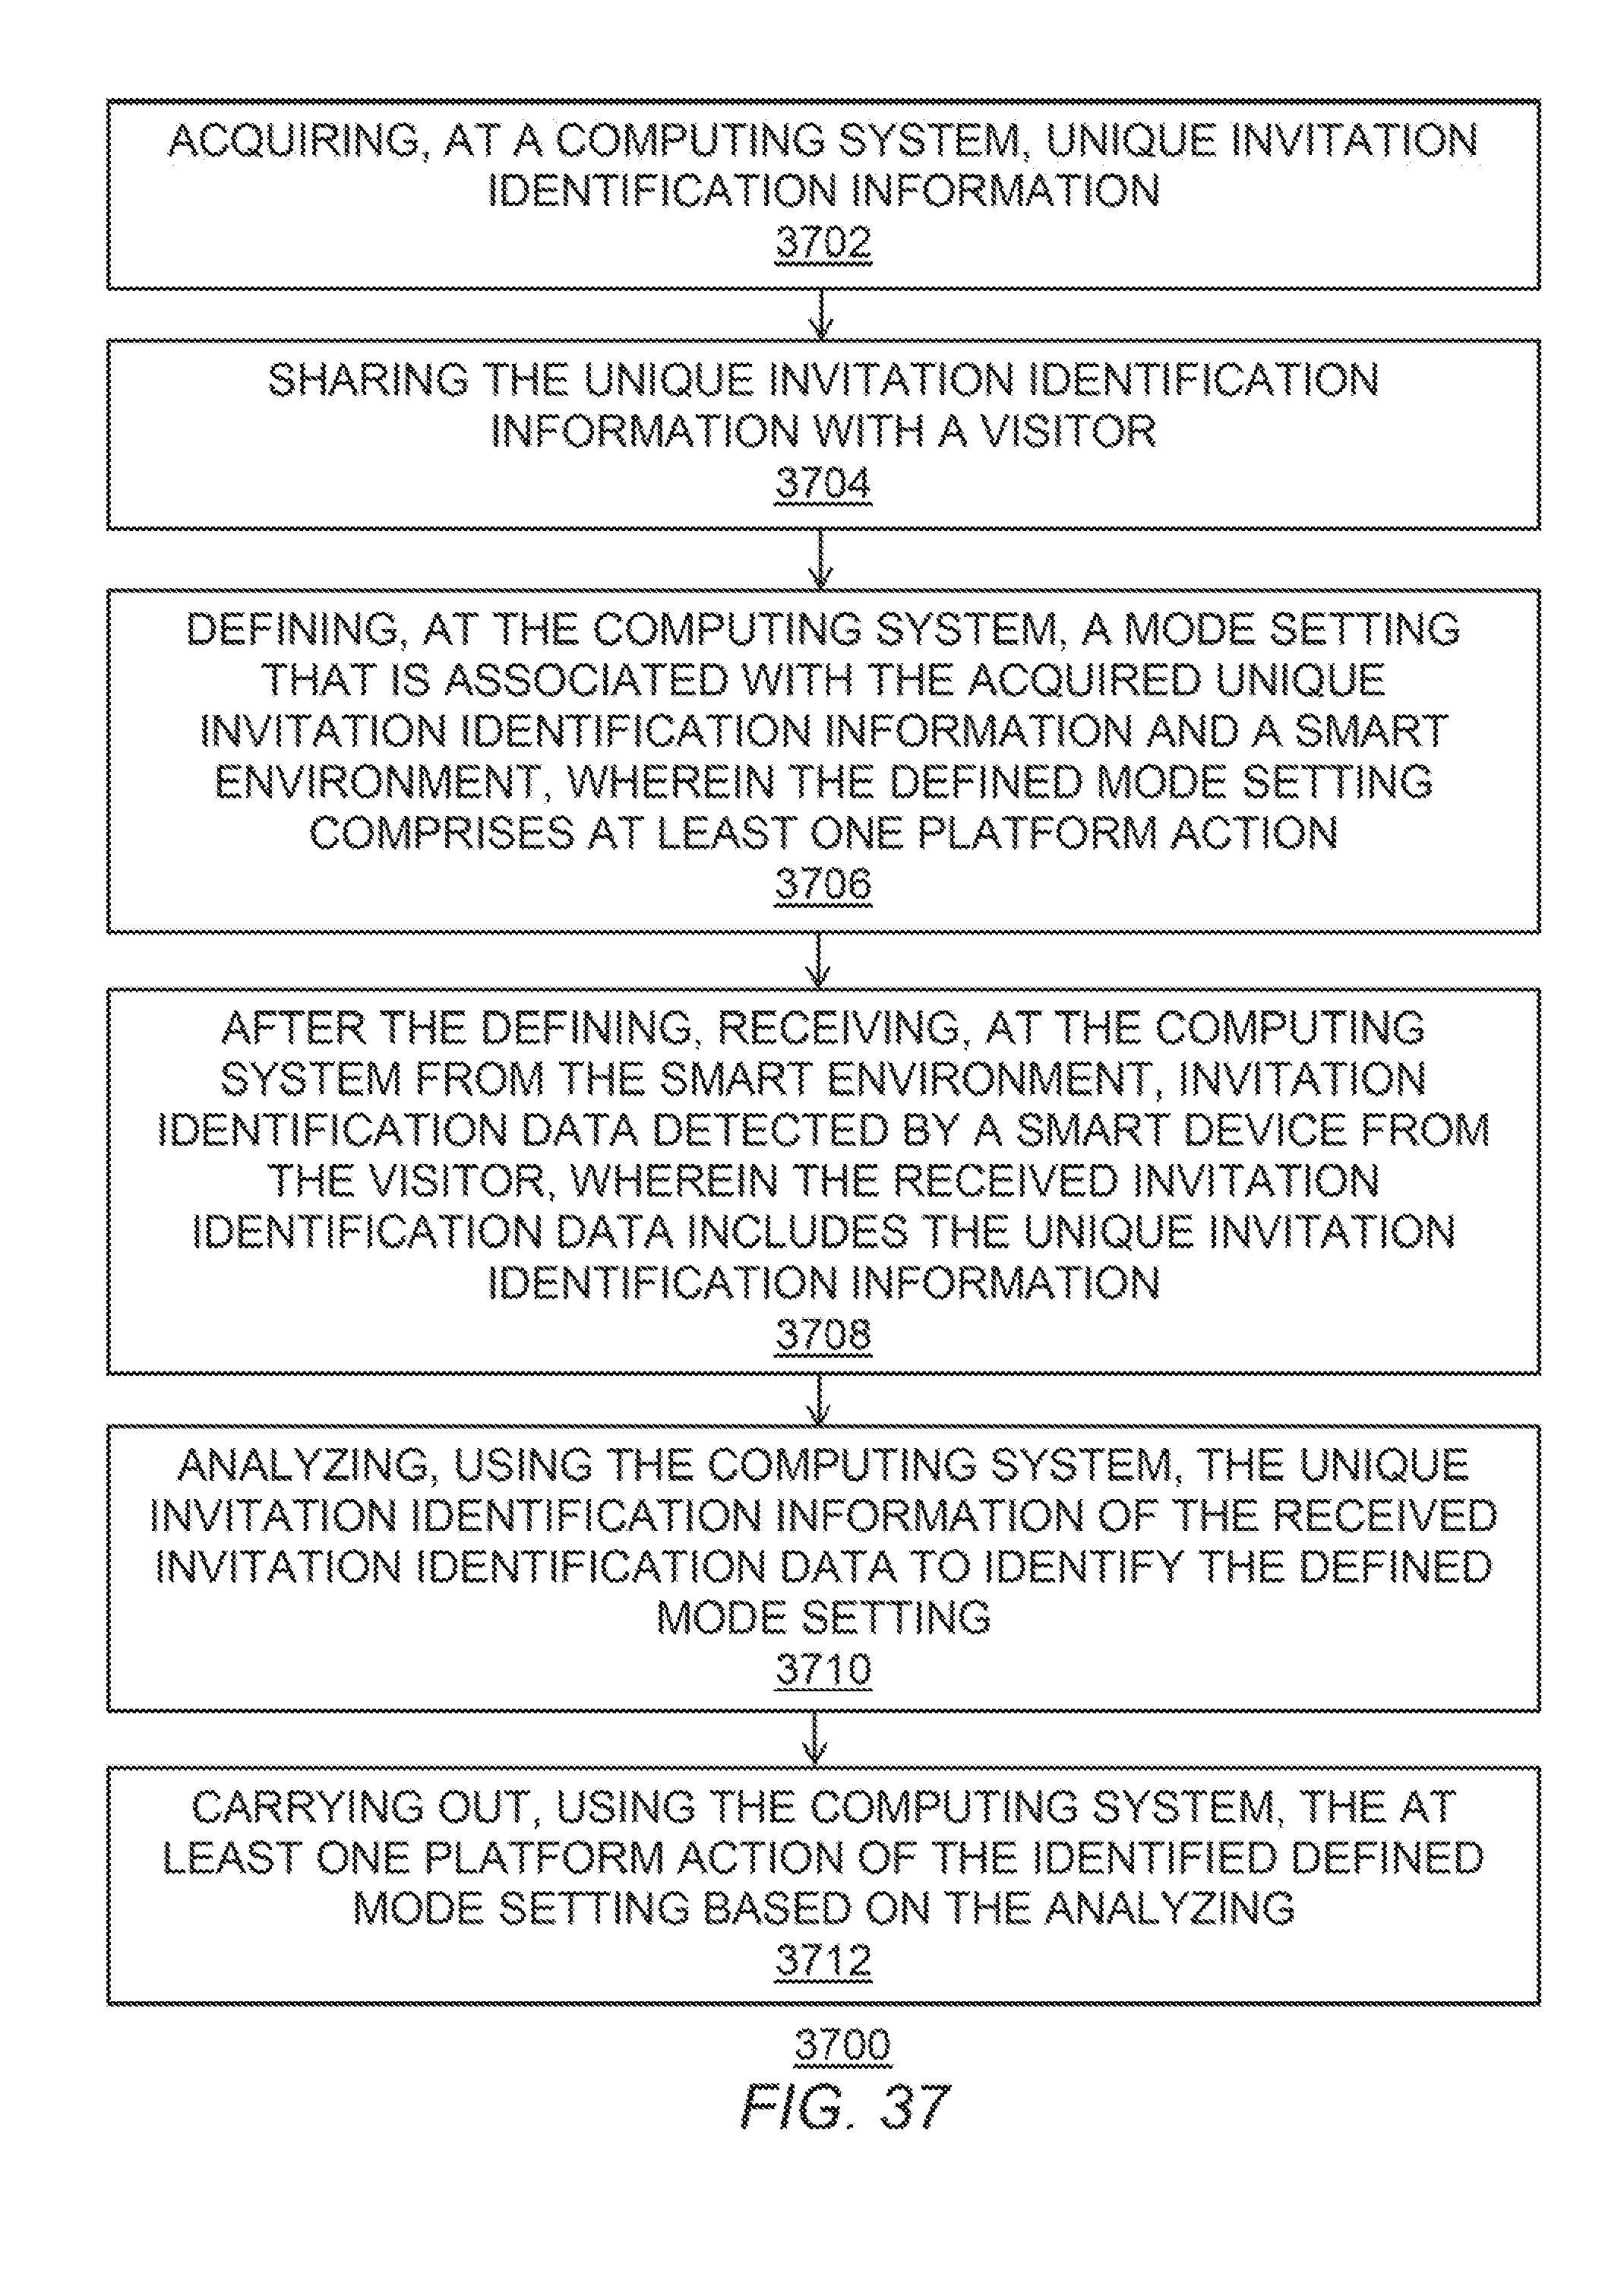 ACQUIRING, AT A COMPUTING SYSTEM, UNIQUE INVITATION
IDENTIFICATION INFORMATION
3702
SHARING THE UNIQUE INVITATION IDENTIFICATION
INFORMATION WITH A VISITOR
3704
DEFINING, AT THE COMPUTING SYSTEM, A MODE SETTING
THAT IS ASSOCIATED WITH THE ACQUIRED UNIQUE
INVITATION IDENTIFICATION INFORMATION AND A SMART
ENVIRONMENT, WHEREIN THE DEFINED MODE SETTING
COMPRISES AT LEAST ONE PLATFORM ACTION
3706
AFTER THE DEFINING, RECEIVING, AT THE COMPUTING
SYSTEM FROM THE SMART ENVIRONMENT, INVITATION
IDENTIFICATION DATA DETECTED BY A SMART DEVICE FROM
THE VISITOR, WHEREIN THE RECEIVED INVITATION
IDENTIFICATION DATA INCLUDES THE UNIQUE INVITATION
IDENTIFICATION INFORMATION
3708
ANALYZING, USING THE COMPUTING SYSTEM, THE UNIQUE
INVITATION IDENTIFICATION INFORMATION OF THE RECEIVED
INVITATION IDENTIFICATION DATA TO IDENTIFY THE DEFINED
MODE SETTING
3710
CARRYING OUT, USING THE COMPUTING SYSTEM, THE AT
LEAST ONE PLATFORM ACTION OF THE IDENTIFIED DEFINED
MODE SETTING BASED ON THE ANALYZING
3712
3700
FIG. 37